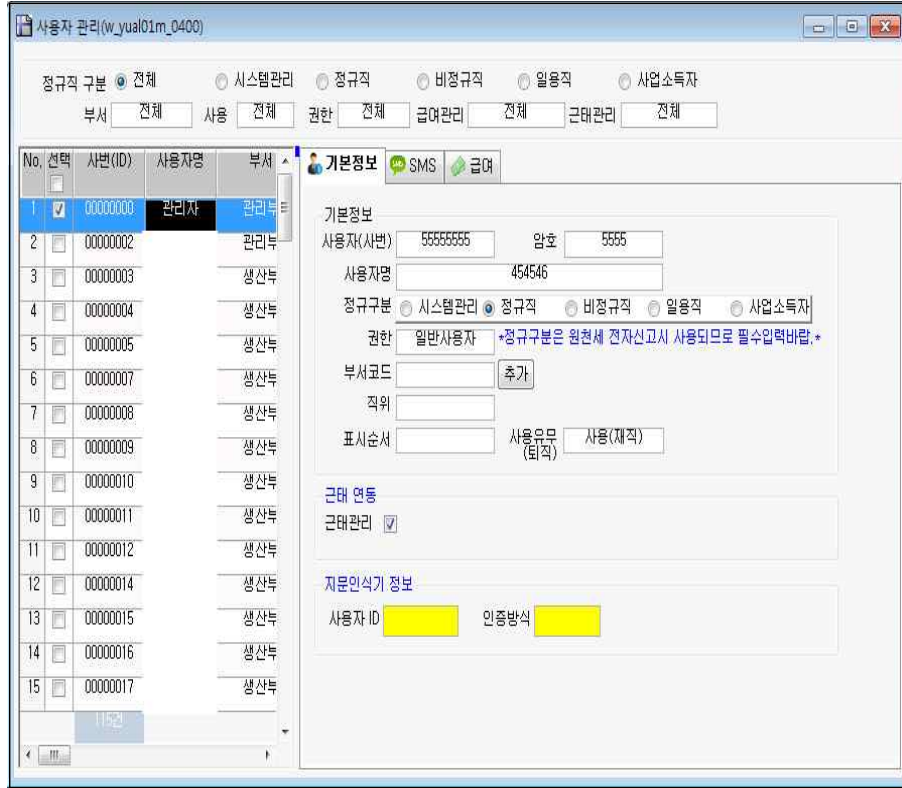 사용자 관리(w_yual01m_0400)
정규직 구분 전체 시스템관리 정규직 비정규직 일용직 사업소득자
부서 전체 사용 전체 권한 전체 급여관리 전체 근태관리 전체
No. 선택 사번(ID) 사용자명 부서
1 00000000 관리자 관리부
2 00000002 관리부
3 00000003 생산부
4 00000004 생산부
5 00000005 생산부
6 00000007 생산부
7 00000008 생산부
8 00000009 생산부
9 00000010 생산부
10 00000011 생산부
11 00000012 생산부
12 00000014 생산부
13 00000015 생산부
14 00000016 생산부
15 00000017 생산부
115건
기본정보 SMS 급여
기본정보
사용자(사번) 55555555 암호 5555
사용자명 454546
정규구분 시스템관리 정규직 비정규직 일용직 사업소득자
권한 일반사용자 *정규구분은 원천세 전자신고시 사용되므로 필수입력바랍.*
부서코드 추가
직위
표시순서 사용유무 사용(재직)
(퇴직)
근태 연동
근태관리
지문인식기 정보
사용자 ID 인증방식